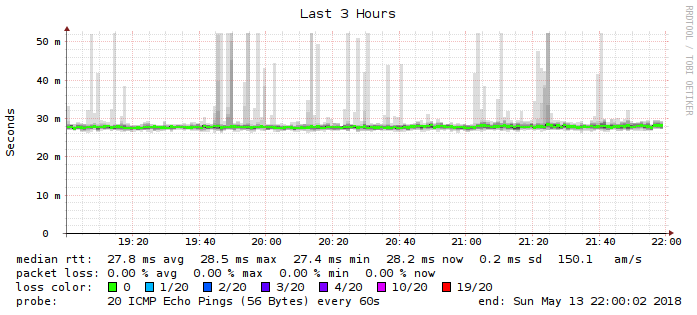 Last 3 Hours
RRDTOOL / TOBI OETIKER
Seconds
50 m
40 m
30 m
20 m
10 m
0
19:20 19:40 20:00 20:20 20:40 21:00 21:20 21:40 22:00
median rtt: 27.8 ms avg 28.5 ms max 27.4 ms min 28.2 ms now 0.2 ms sd 150.1 am/s
packet loss: 0.00 % avg 0.00 % max 0.00 % min 0.00 % now
loss color: 0 1/20 2/20 3/20 4/20 10/20 19/20
probe: 20 ICMP Echo Pings (56 Bytes) every 60s end: Sun May 13 22:00:02 2018